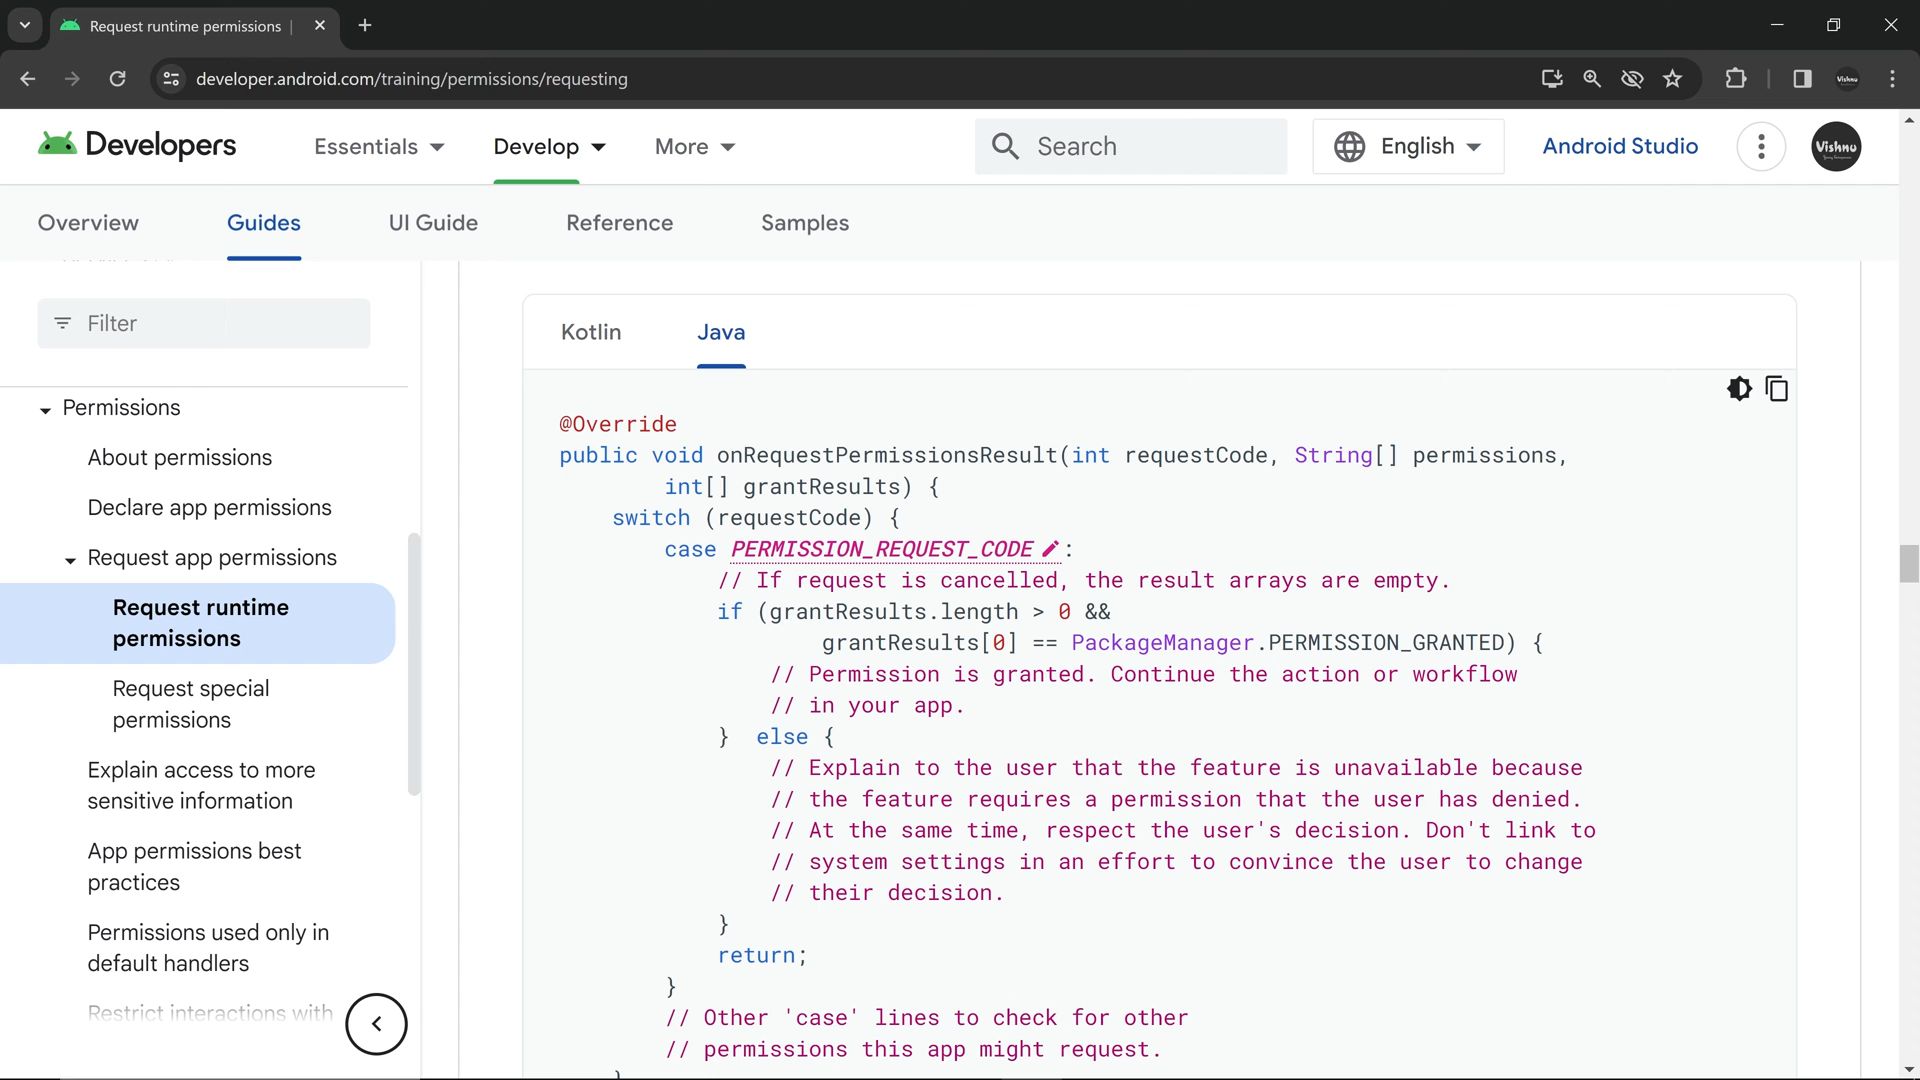 Request runtime permissions |
developer.android.com/training/permissions/requesting
Vishnu
Developers
Essentials
Develop
More
Search
English
Android Studio
Vishnu
Overview
Guides
UI Guide
Reference
Samples
Filter
Permissions
About permissions
Declare app permissions
Request app permissions
Request runtime
permissions
Request special
permissions
Explain access to more
sensitive information
App permissions best
practices
Permissions used only in
default handlers
Restrict interactions with
Kotlin
Java
@Override
public void onRequestPermissionsResult(int requestCode, String[] permissions,
int[] grantResults) {
switch (requestCode) {
case PERMISSION_REQUEST_CODE :
// If request is cancelled, the result arrays are empty.
if (grantResults.length > 0 &&
grantResults[0] == PackageManager.PERMISSION_GRANTED) {
// Permission is granted. Continue the action or workflow
// in your app.
} else {
// Explain to the user that the feature is unavailable because
// the feature requires a permission that the user has denied.
// At the same time, respect the user's decision. Don't link to
// system settings in an effort to convince the user to change
// their decision.
}
return;
}
// Other 'case' lines to check for other
// permissions this app might request.
}